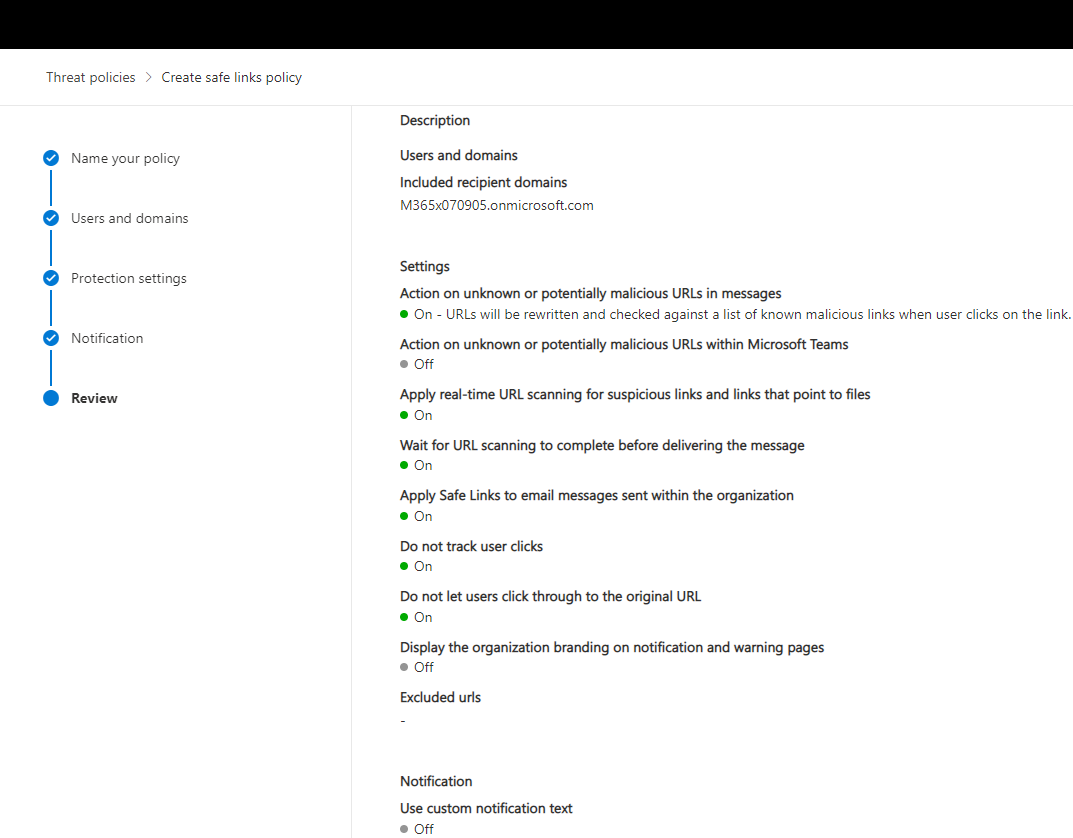 Threat policies > Create safe links policy
Name your policy
Users and domains
Protection settings
Notification
Review
Description
Users and domains
Included recipient domains
M365x070905.onmicrosoft.com
Settings
Action on unknown or potentially malicious URLs in messages
On - URLs will be rewritten and checked against a list of known malicious links when user clicks on the link.
Action on unknown or potentially malicious URLs within Microsoft Teams
Off
Apply real-time URL scanning for suspicious links and links that point to files
On
Wait for URL scanning to complete before delivering the message
On
Apply Safe Links to email messages sent within the organization
On
Do not track user clicks
On
Do not let users click through to the original URL
On
Display the organization branding on notification and warning pages
Off
Excluded urls
-
Notification
Use custom notification text
Off